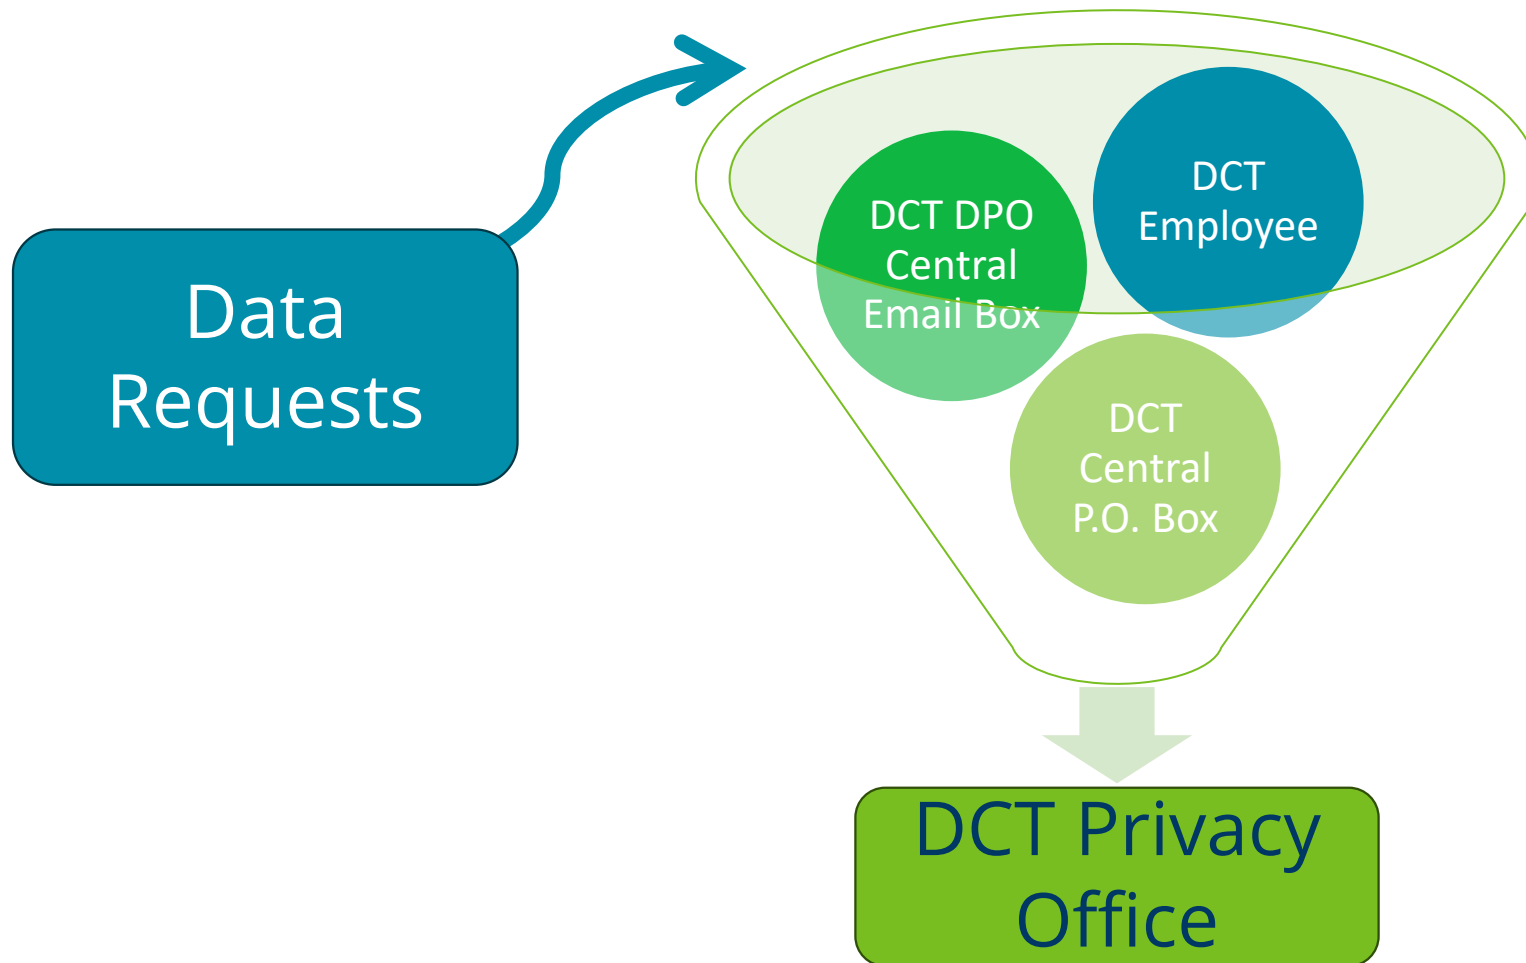 Data
Requests
DCT DPO
Central
Email Box
DCT
Employee
DCT
Central
P.O. Box
DCT Privacy
Office